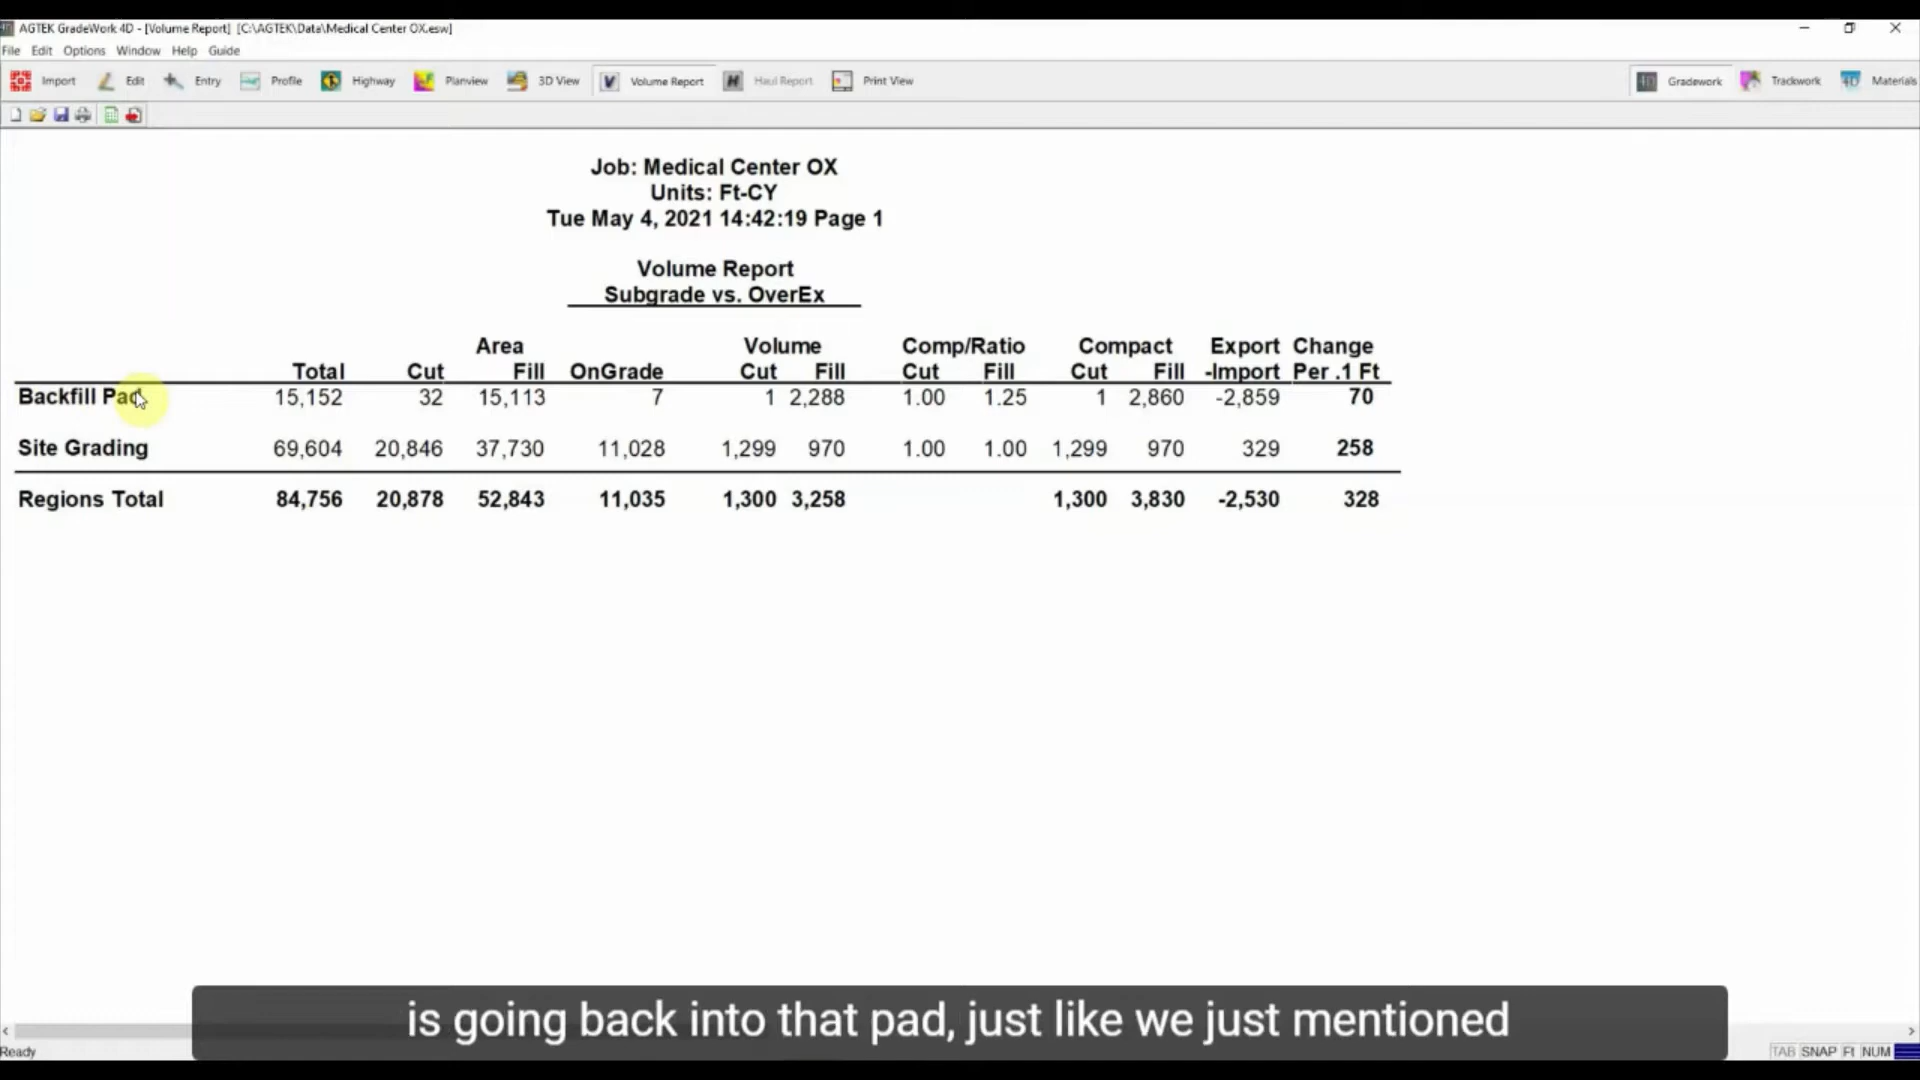 AGTEK GradeWork 4D - [Volume Report] [C:\AGTEK\Data\Medical Center OX.esw]
File Edit Options Window Help Guide
Import Edit Entry Profile Highway Planview 3D View Volume Report Haul Report Print View Gradework Trackwork Materials
Job: Medical Center OX
Units: Ft-CY
Tue May 4, 2021 14:42:19 Page 1
Volume Report
Subgrade vs. OverEx
Area Volume Comp/Ratio Compact Export Change
Total Cut Fill OnGrade Cut Fill Cut Fill Cut Fill -Import Per .1 Ft
Backfill Pad 15,152 32 15,113 7 1 2,288 1.00 1.25 1 2,860 -2,859 70
Site Grading 69,604 20,846 37,730 11,028 1,299 970 1.00 1.00 1,299 970 329 258
Regions Total 84,756 20,878 52,843 11,035 1,300 3,258 1,300 3,830 -2,530 328
is going back into that pad, just like we just mentioned
Ready TAB SNAP Ft NUM